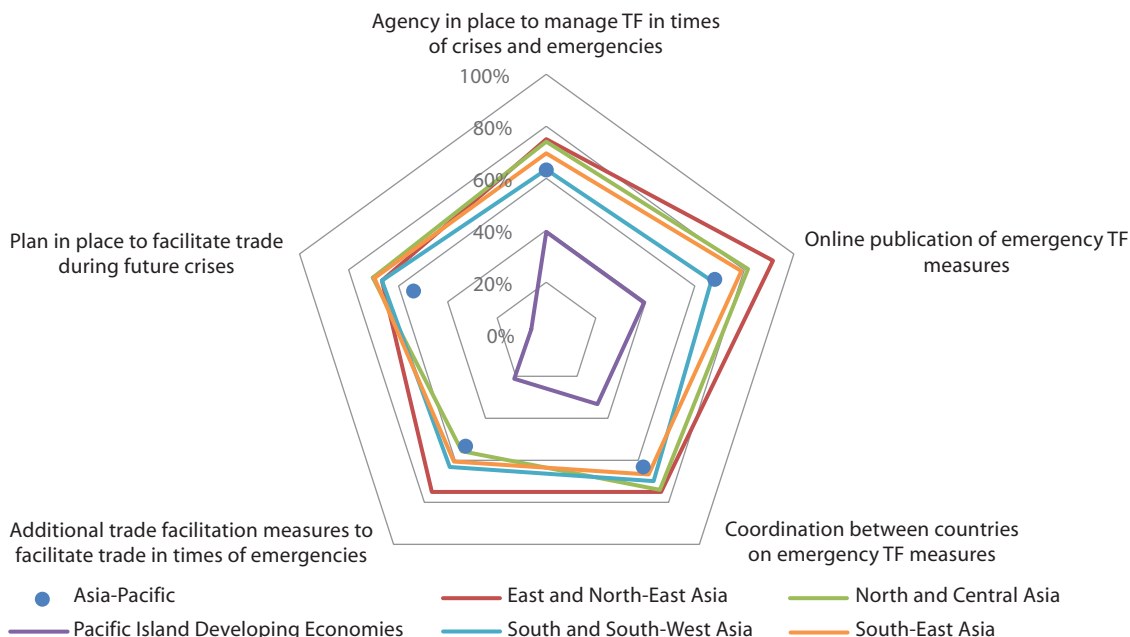 Agency in place to manage TF in times
of crises and emergencies
100%
80%
60%
40%
20%
0%
Online publication of emergency TF
measures
Plan in place to facilitate trade
during future crises
Additional trade facilitation measures to
facilitate trade in times of emergencies
Coordination between countries
on emergency TF measures
Asia-Pacific
East and North-East Asia
North and Central Asia
Pacific Island Developing Economies
South and South-West Asia
South-East Asia